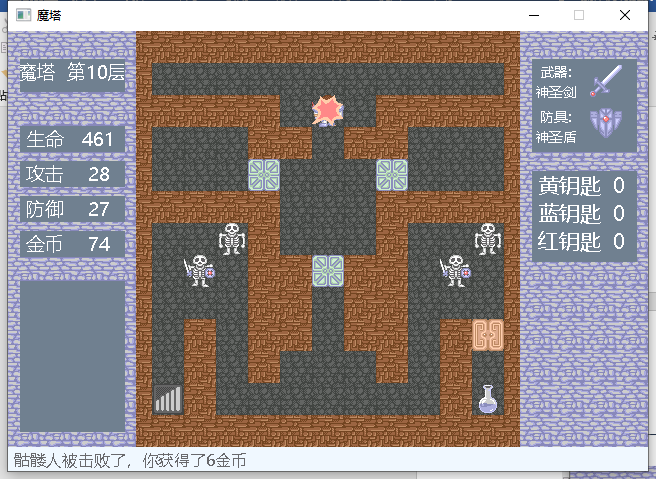 魔塔
魔塔 第10层
生命 461
攻击 28
防御 27
金币 74
武器:
神圣剑
防具:
神圣盾
黄钥匙 0
蓝钥匙 0
红钥匙 0
骷髅人被击败了，你获得了6金币